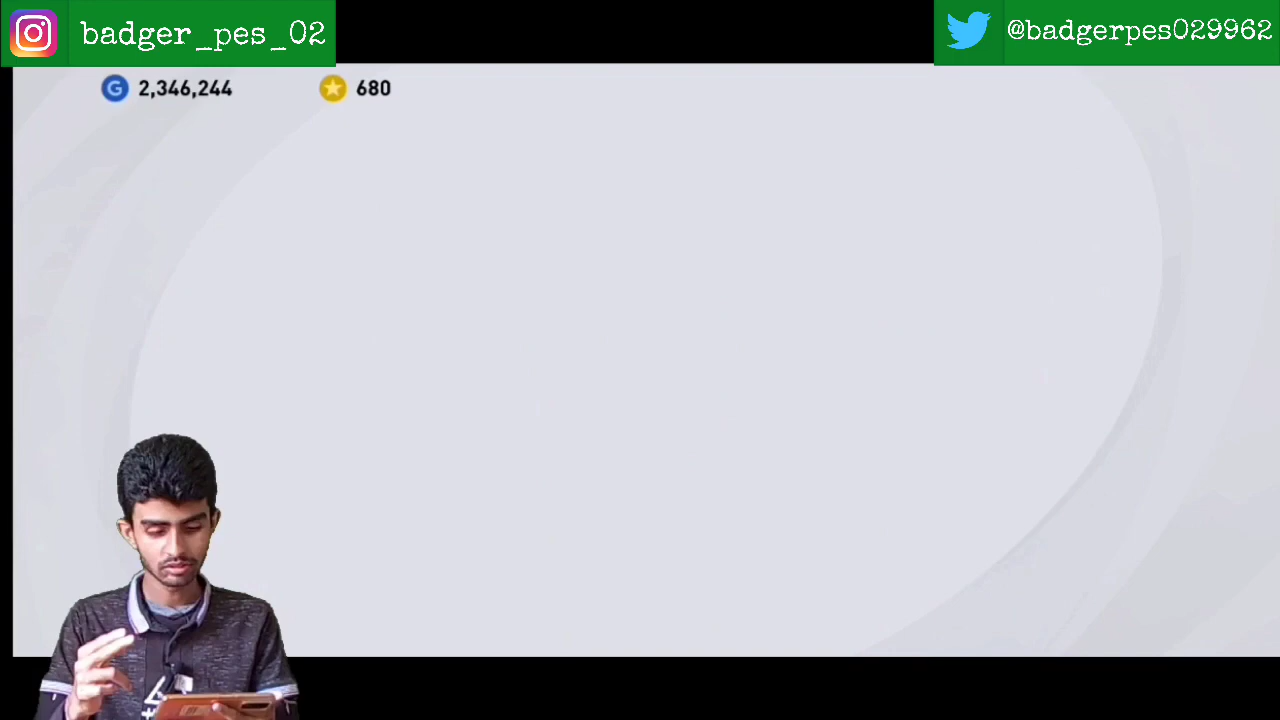 badger_pes_02
@badgerpes029962
G 2,346,244
680